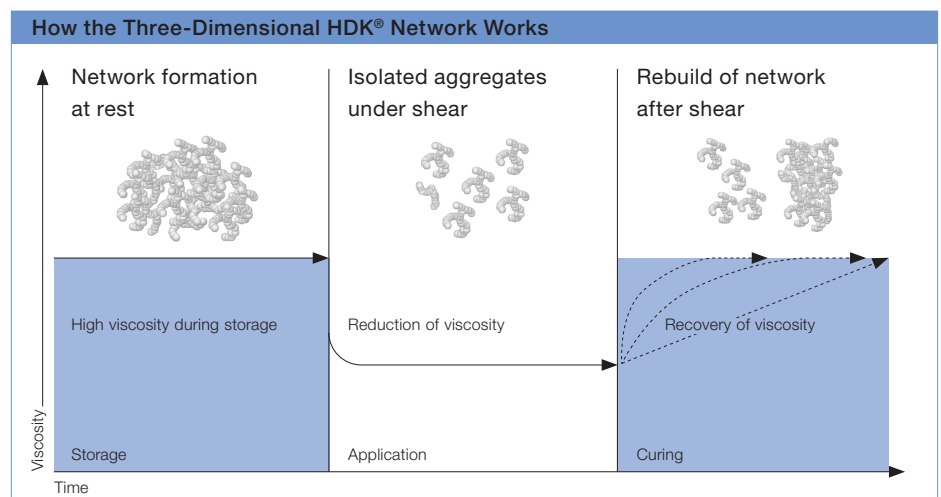 How the Three-Dimensional HDK® Network Works
Network formation
at rest
Isolated aggregates
under shear
Rebuild of network
after shear
High viscosity during storage
Reduction of viscosity
Recovery of viscosity
Viscosity
Storage
Application
Curing
Time